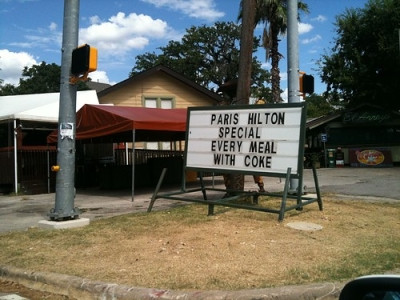 PARIS HILTON
SPECIAL
EVERY MEAL
WITH COKE